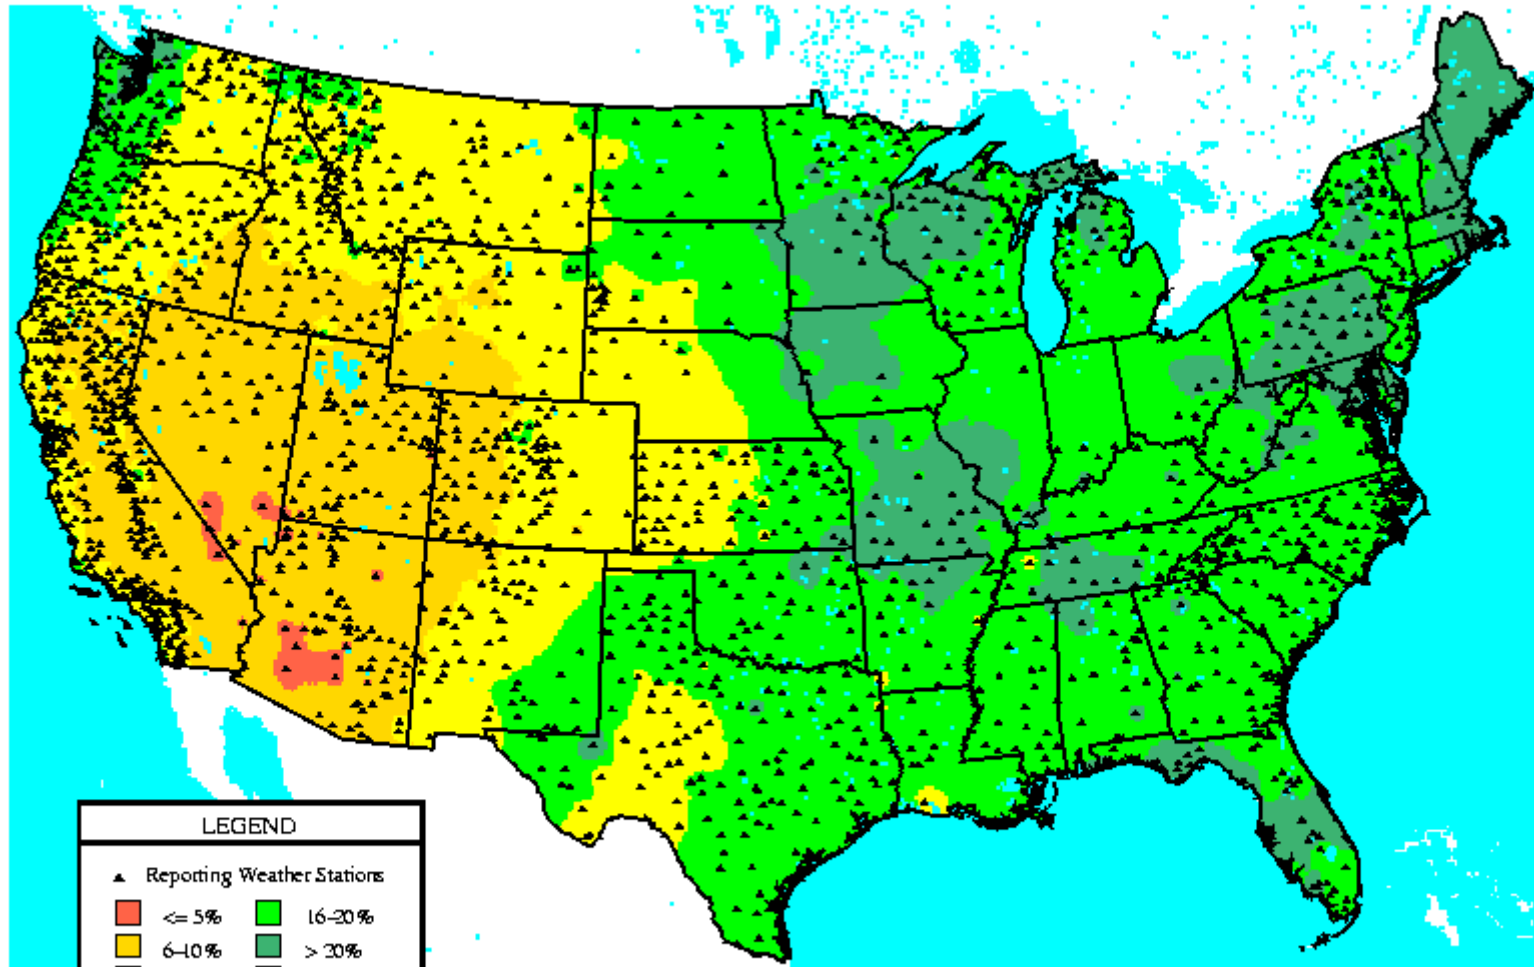 LEGEND
Reporting Weather Stations
<= 5% 16-20%
6-10% > 20%